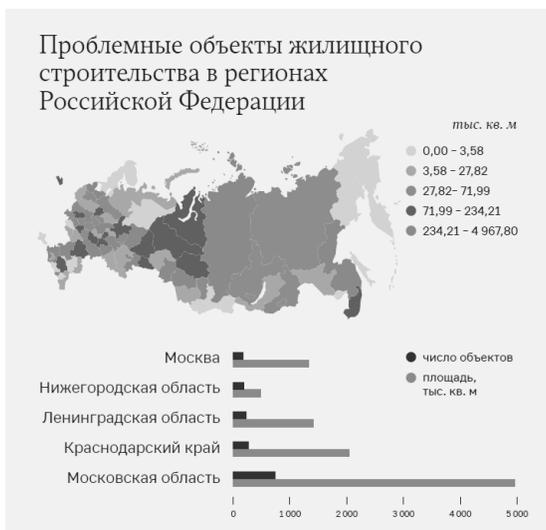 Проблемные объекты жилищного
строительства в регионах
Российской Федерации
тыс. кв. м
0,00 – 3,58
3,58 – 27,82
27,82– 71,99
71,99 – 234,21
234,21 – 4 967,80
Москва
Нижегородская область
Ленинградская область
Краснодарский край
Московская область
число объектов
площадь,
тыс. кв. м
0 1 000 2 000 3 000 4 000 5 000